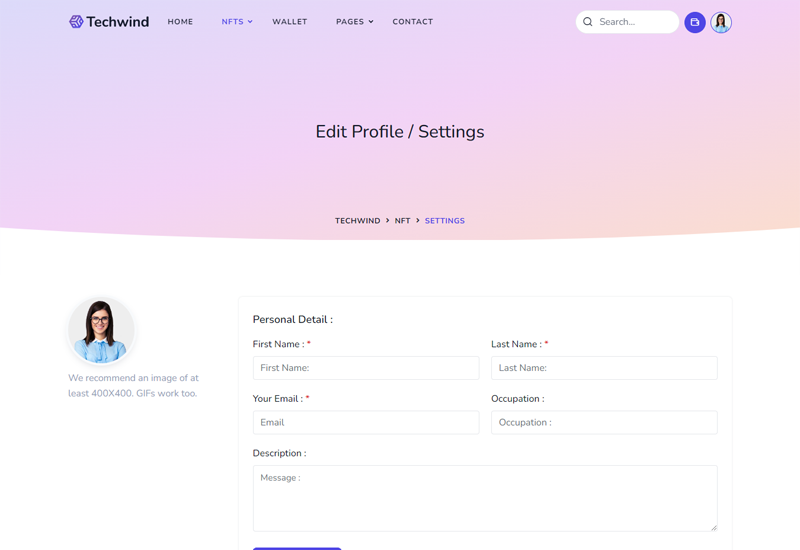 Techwind
HOME
NFTS
WALLET
PAGES
CONTACT
Search...
Edit Profile / Settings
TECHWIND > NFT > SETTINGS
We recommend an image of at
least 400X400. GIFs work too.
Personal Detail :
First Name : *
Last Name : *
First Name:
Last Name:
Your Email : *
Occupation :
Email
Occupation :
Description :
Message :